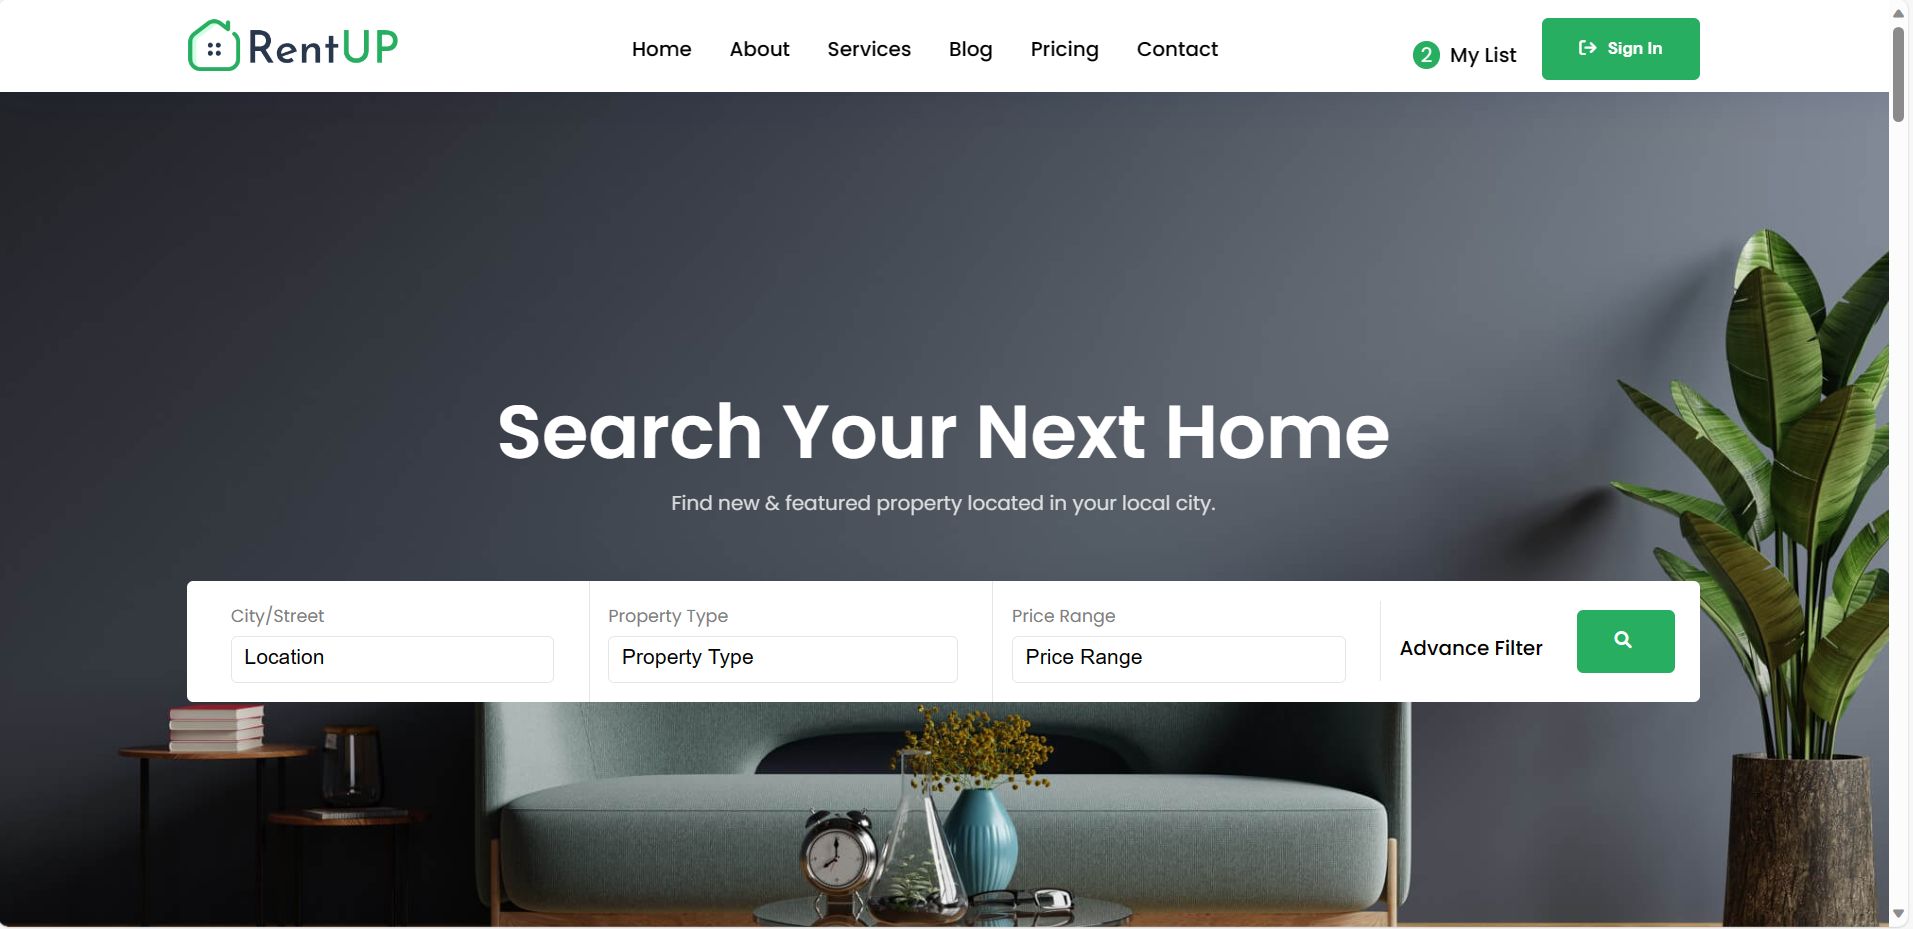 RentUP
Home About Services Blog Pricing Contact
2 My List
Sign In
Search Your Next Home
Find new & featured property located in your local city.
City/Street
Location
Property Type
Property Type
Price Range
Price Range
Advance Filter